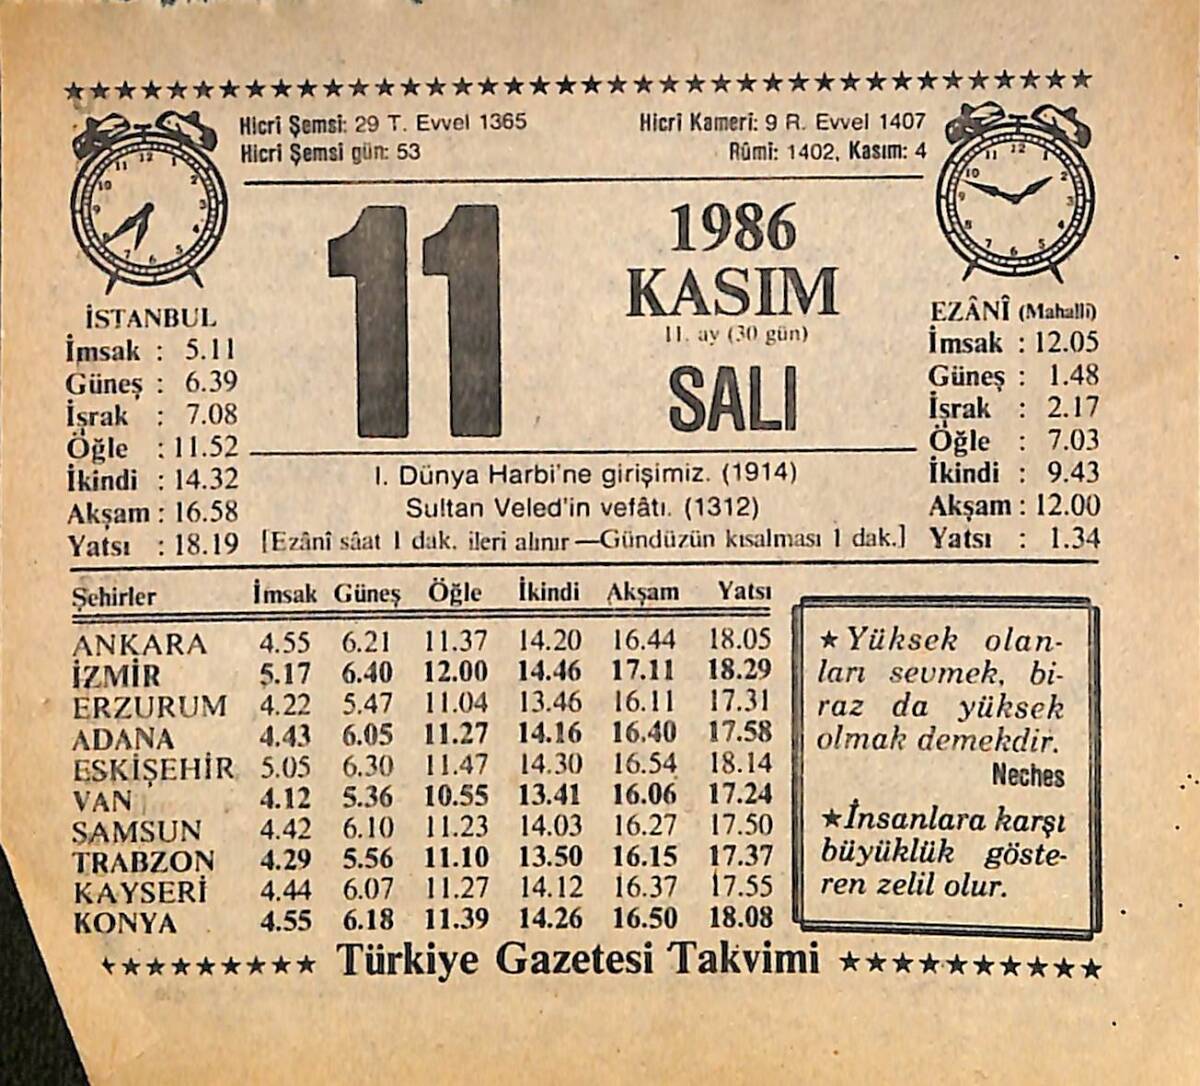 Hicrî Şemsî: 29 T. Evvel 1365
Hicrî Şemsî gün: 53
Hicrî Kamerî: 9 R. Evvel 1407
Rûmî: 1402, Kasım: 4
11
1986
KASIM
11. ay (30 gün)
SALI
İSTANBUL
İmsak : 5.11
Güneş : 6.39
İşrak : 7.08
Öğle : 11.52
İkindi : 14.32
Akşam : 16.58
Yatsı : 18.19
EZÂNÎ (Mahallî)
İmsak : 12.05
Güneş : 1.48
İşrak : 2.17
Öğle : 7.03
İkindi : 9.43
Akşam : 12.00
Yatsı : 1.34
I. Dünya Harbi'ne girişimiz. (1914)
Sultan Veled'in vefâtı. (1312)
[Ezânî sâat 1 dak. ileri alınır—Gündüzün kısalması 1 dak.]
Şehirler İmsak Güneş Öğle İkindi Akşam Yatsı
ANKARA 4.55 6.21 11.37 14.20 16.44 18.05
İZMİR 5.17 6.40 12.00 14.46 17.11 18.29
ERZURUM 4.22 5.47 11.04 13.46 16.11 17.31
ADANA 4.43 6.05 11.27 14.16 16.40 17.58
ESKİŞEHİR 5.05 6.30 11.47 14.30 16.54 18.14
VAN 4.12 5.36 10.55 13.41 16.06 17.24
SAMSUN 4.42 6.10 11.23 14.03 16.27 17.50
TRABZON 4.29 5.56 11.10 13.50 16.15 17.37
KAYSERİ 4.44 6.07 11.27 14.12 16.37 17.55
KONYA 4.55 6.18 11.39 14.26 16.50 18.08
★ Yüksek olan-
ları sevmek, bi-
raz da yüksek
olmak demekdir.
Neches
★ İnsanlara karşı
büyüklük göste-
ren zelil olur.
Türkiye Gazetesi Takvimi